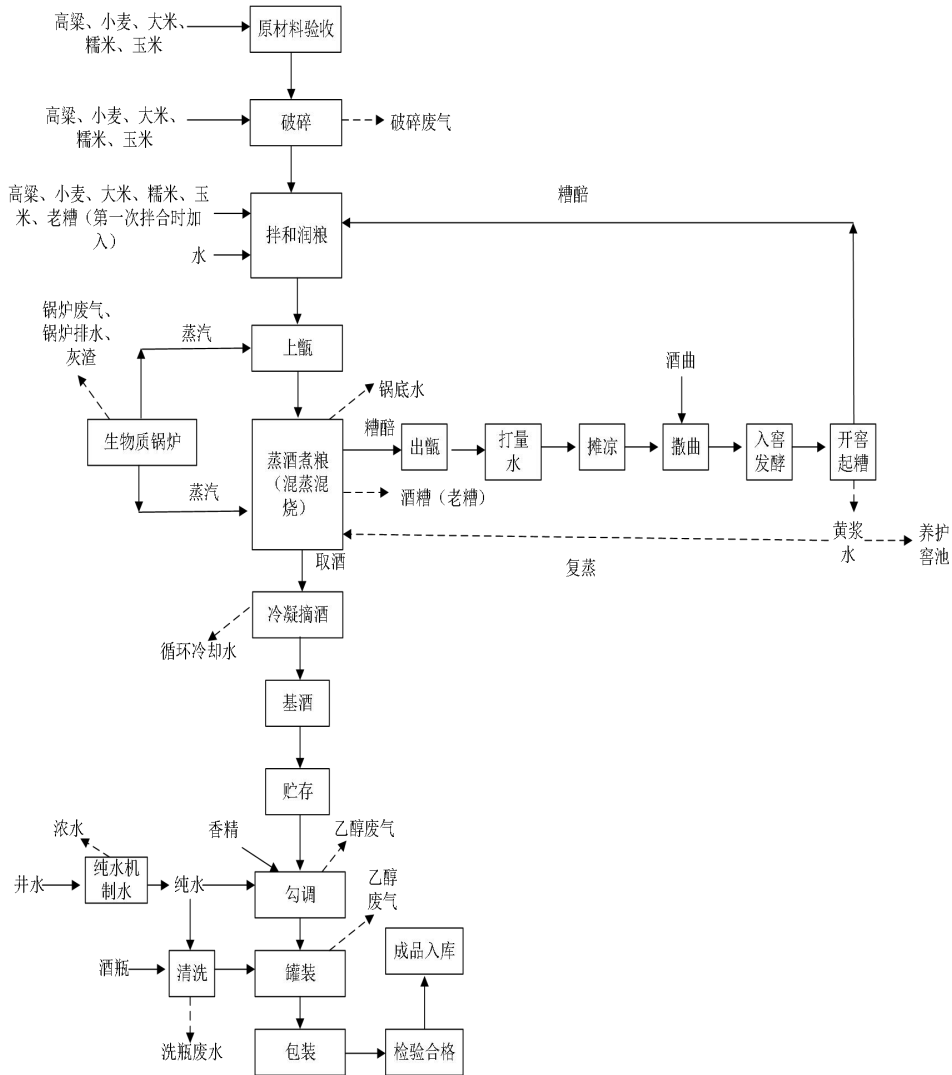 高粱、小麦、大米、
糯米、玉米
原材料验收
高粱、小麦、大米、
糯米、玉米
破碎
破碎废气
高粱、小麦、大米、糯米、玉
米、老糟（第一次拌合时加
入）
水
拌和润粮
糟醅
锅炉废气、
锅炉排水、
灰渣
蒸汽
上甑
生物质锅炉
蒸汽
锅底水
蒸酒煮粮
（混蒸混
烧）
糟醅
酒糟（老糟）
出甑
打量
水
摊凉
酒曲
撒曲
入窖
发酵
开窖
起糟
黄浆
水
养护
窖池
复蒸
取酒
冷凝摘酒
循环冷却水
基酒
贮存
香精
乙醇废气
浓水
井水
纯水机
制水
纯水
勾调
乙醇
废气
酒瓶
清洗
罐装
成品入库
洗瓶废水
包装
检验合格